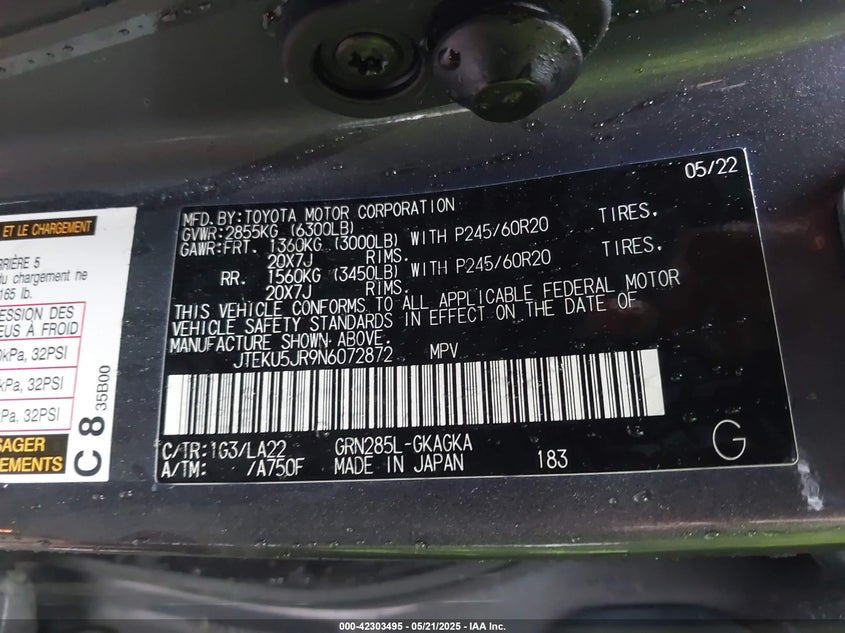 ET LE CHARGEMENT
RRIÈRE 5
du chargement ne
165 lb.
ESSION DES
EUS À FROID
kPa, 32PSI
kPa, 32PSI
kPa, 32PSI
SAGER
EMENTS
C 8
35B00
05/22
MFD.BY:TOYOTA MOTOR CORPORATION
GVWR:2855KG (6300LB)
GAWR:FRT. 1360KG (3000LB) WITH P245/60R20 TIRES,
20X7J RIMS.
RR. 1560KG (3450LB) WITH P245/60R20 TIRES,
20X7J RIMS.
THIS VEHICLE CONFORMS TO ALL APPLICABLE FEDERAL MOTOR
VEHICLE SAFETY STANDARDS IN EFFECT ON THE DATE OF
MANUFACTURE SHOWN ABOVE.
JTEKU5JR9N6072872 MPV
C/TR:1G3/LA22 GRN285L-GKAGKA
A/TM: /A750F MADE IN JAPAN 183
G
000-42303495 - 05/21/2025 - IAA Inc.